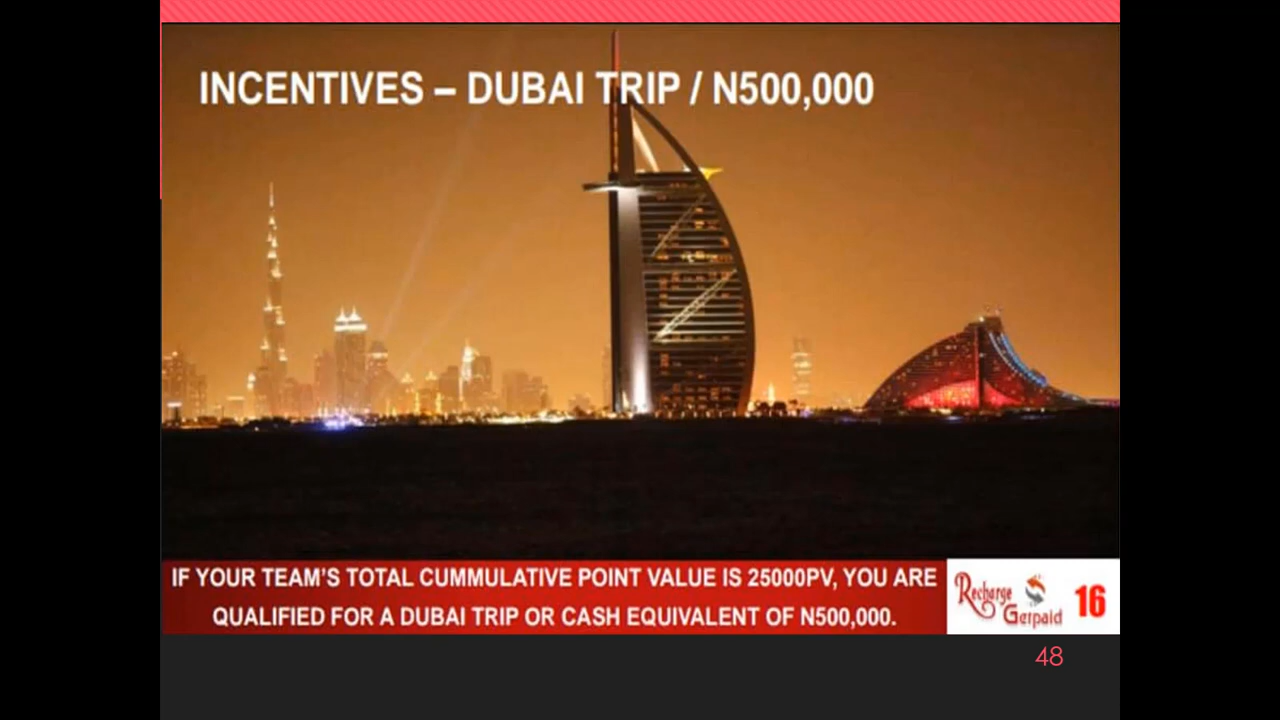 INCENTIVES – DUBAI TRIP / N500,000
IF YOUR TEAM'S TOTAL CUMMULATIVE POINT VALUE IS 25000PV, YOU ARE
QUALIFIED FOR A DUBAI TRIP OR CASH EQUIVALENT OF N500,000.
Recharge
Getpaid
16
48